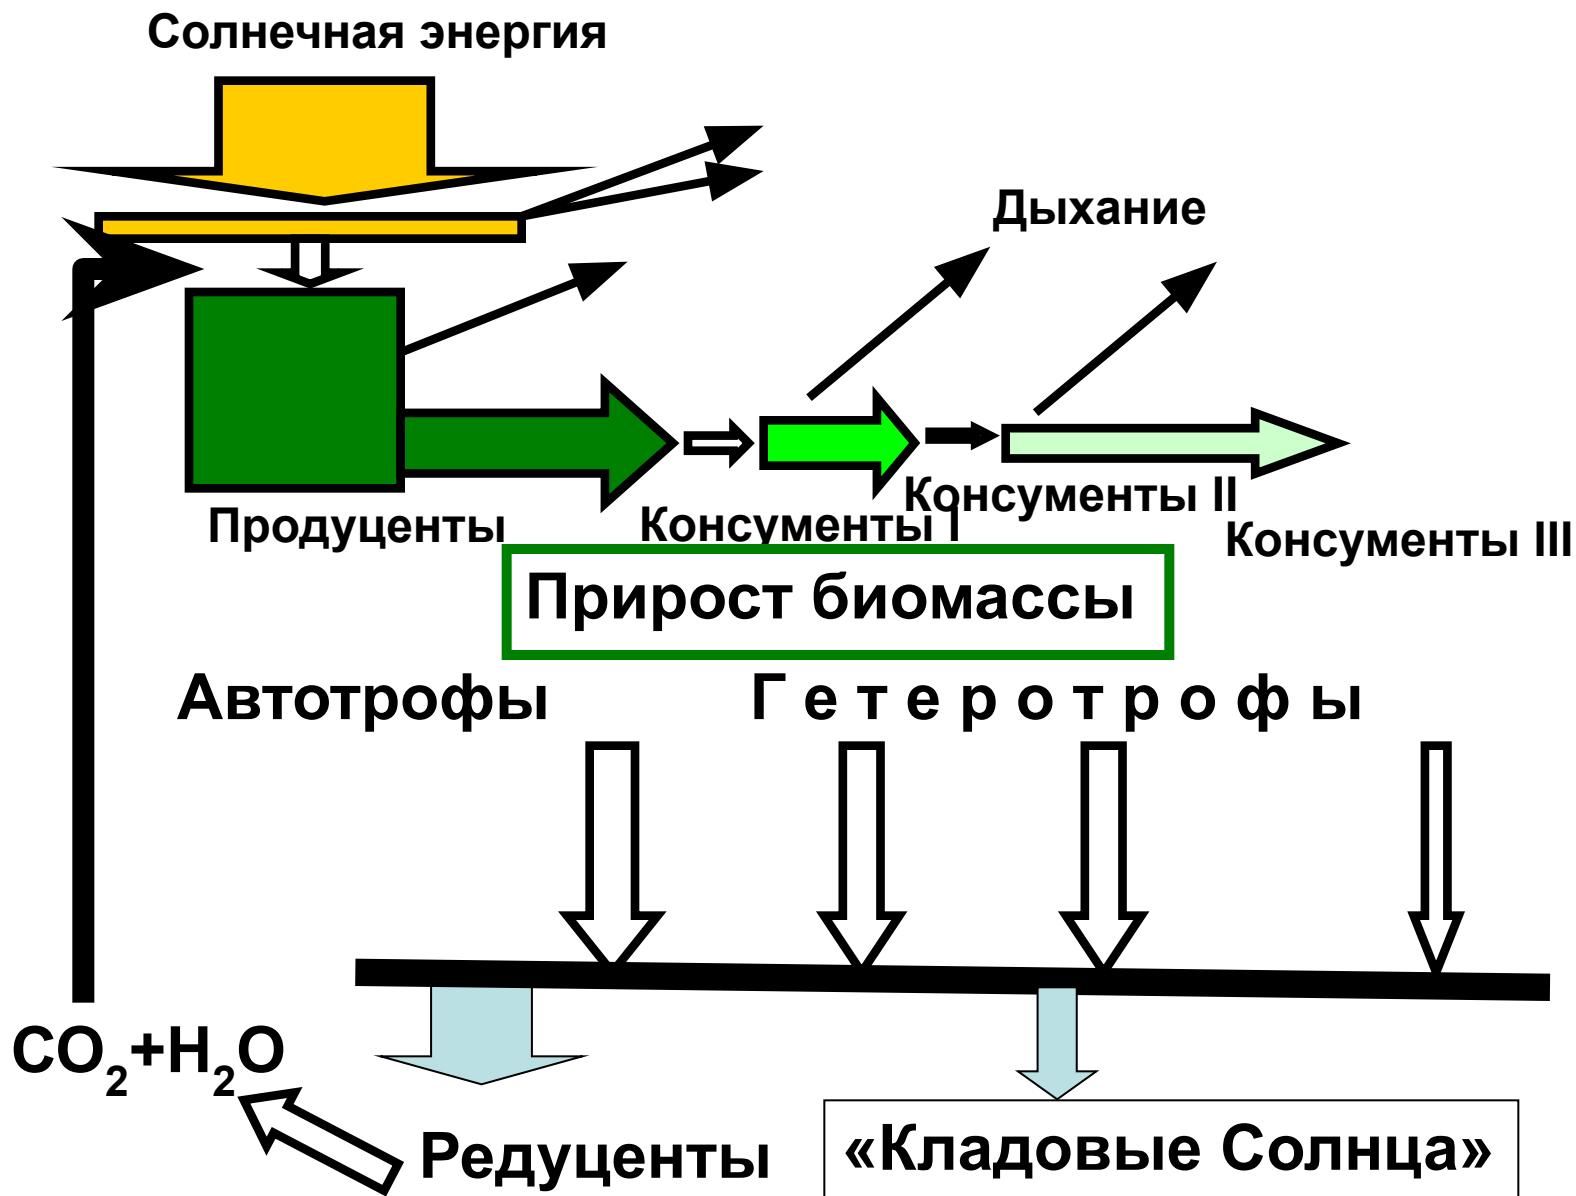 Солнечная энергия
Дыхание
Продуценты
Консументы I
Консументы II
Консументы III
Прирост биомассы
Автотрофы
Г е т е р о т р о ф ы
CO₂+H₂O
Редуценты
«Кладовые Солнца»